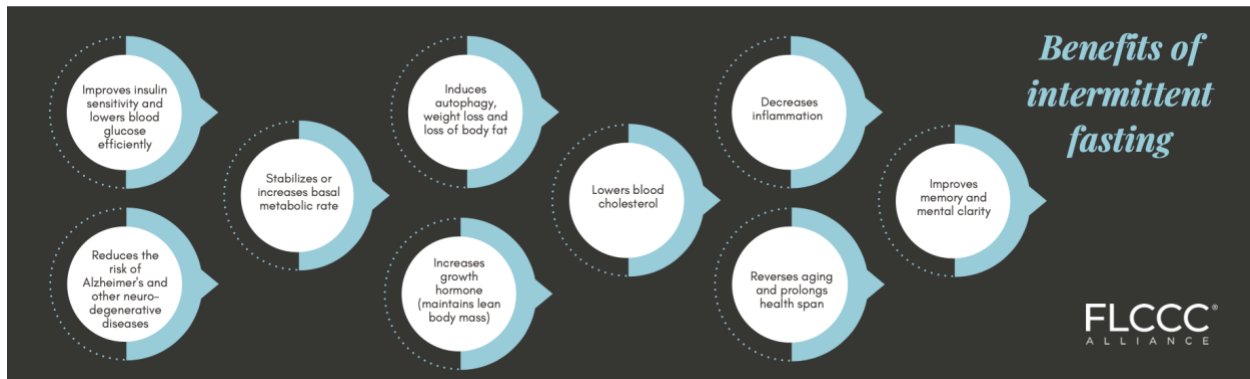 Benefits of
intermittent
fasting
Improves insulin
sensitivity and
lowers blood
glucose
efficiently
Reduces the
risk of
Alzheimer's and
other neuro-
degenerative
diseases
Stabilizes or
increases basal
metabolic rate
Induces
autophagy,
weight loss and
loss of body fat
Increases
growth
hormone
(maintains lean
body mass)
Lowers blood
cholesterol
Decreases
inflammation
Reverses aging
and prolongs
health span
Improves
memory and
mental clarity
FLCCC®
ALLIANCE